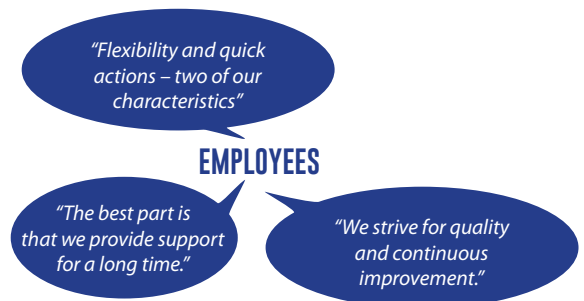 “Flexibility and quick
actions – two of our
characteristics”
EMPLOYEES
“The best part is
that we provide support
for a long time.”
“We strive for quality
and continuous
improvement.”